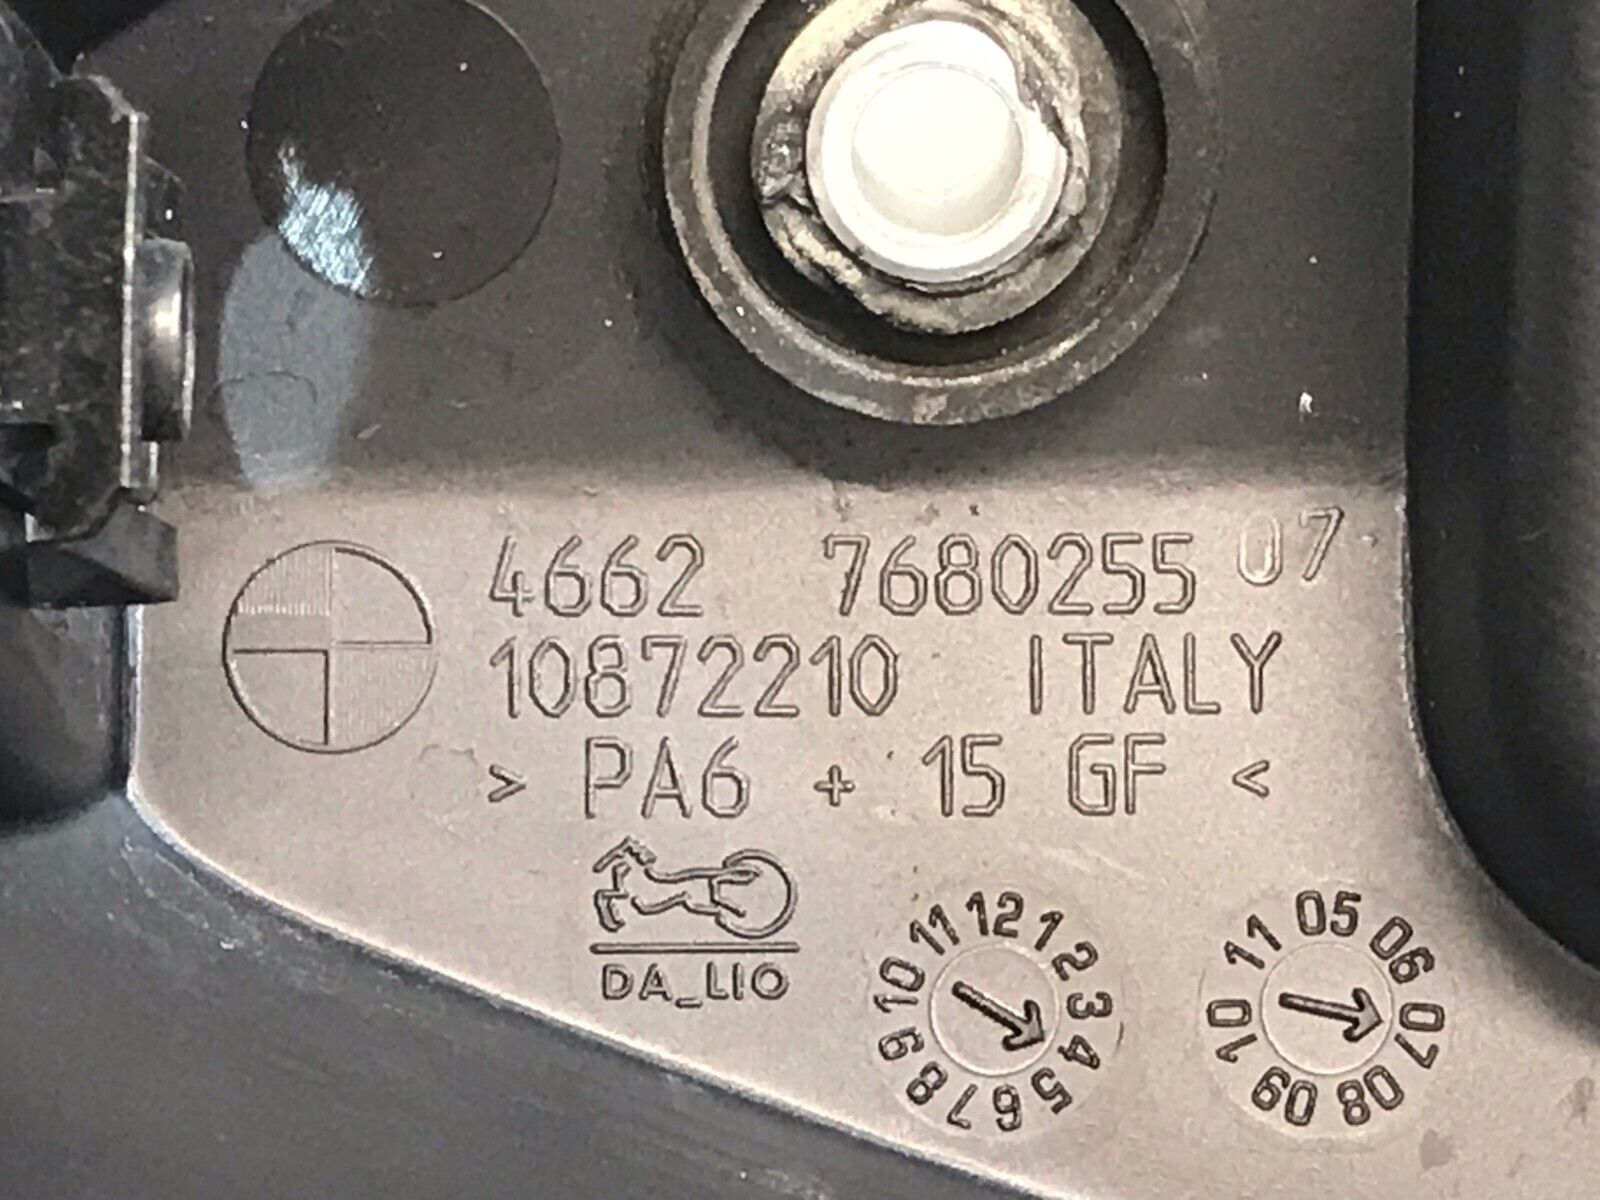 4662 7680255 07
10872210 ITALY
> PA6 + 15 GF <
DA_LIO
12 1 2 3 4 5 6 7 8 9 10 11
05 06 07 08 09 10 11